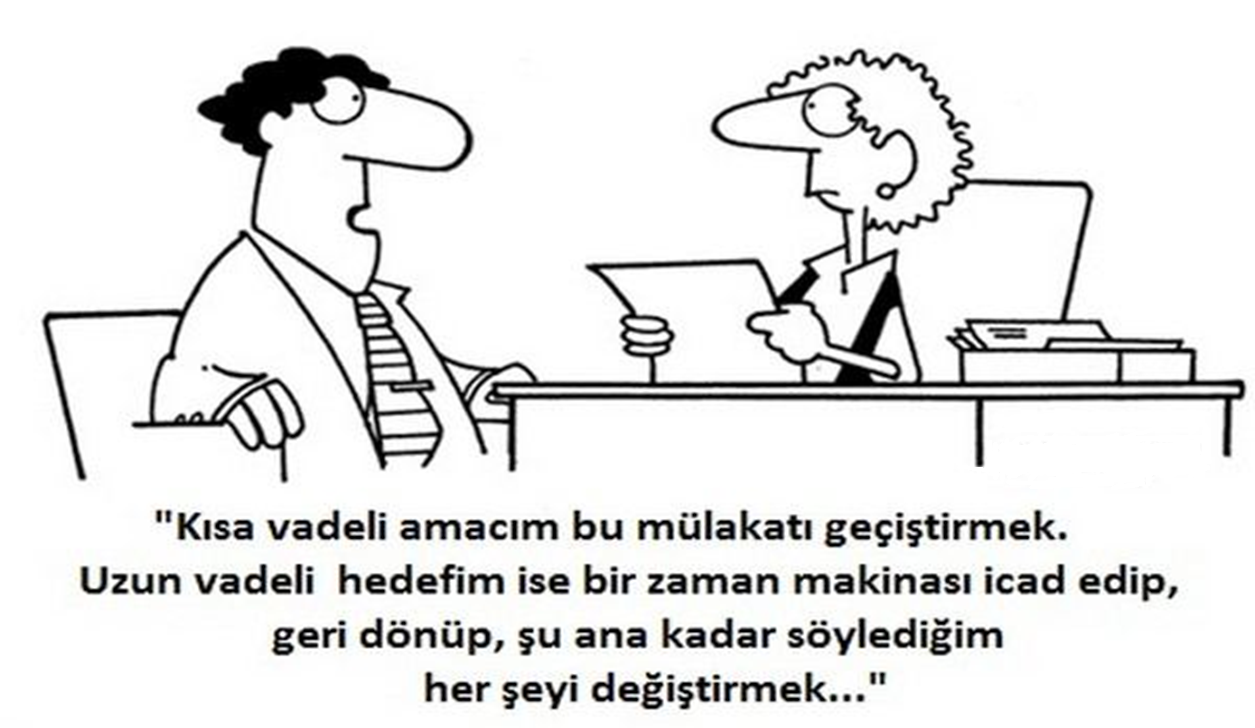 "Kısa vadeli amacım bu mülakatı geçiştirmek.
Uzun vadeli hedefim ise bir zaman makinası icad edip,
geri dönüp, şu ana kadar söylediğim
her şeyi değiştirmek..."